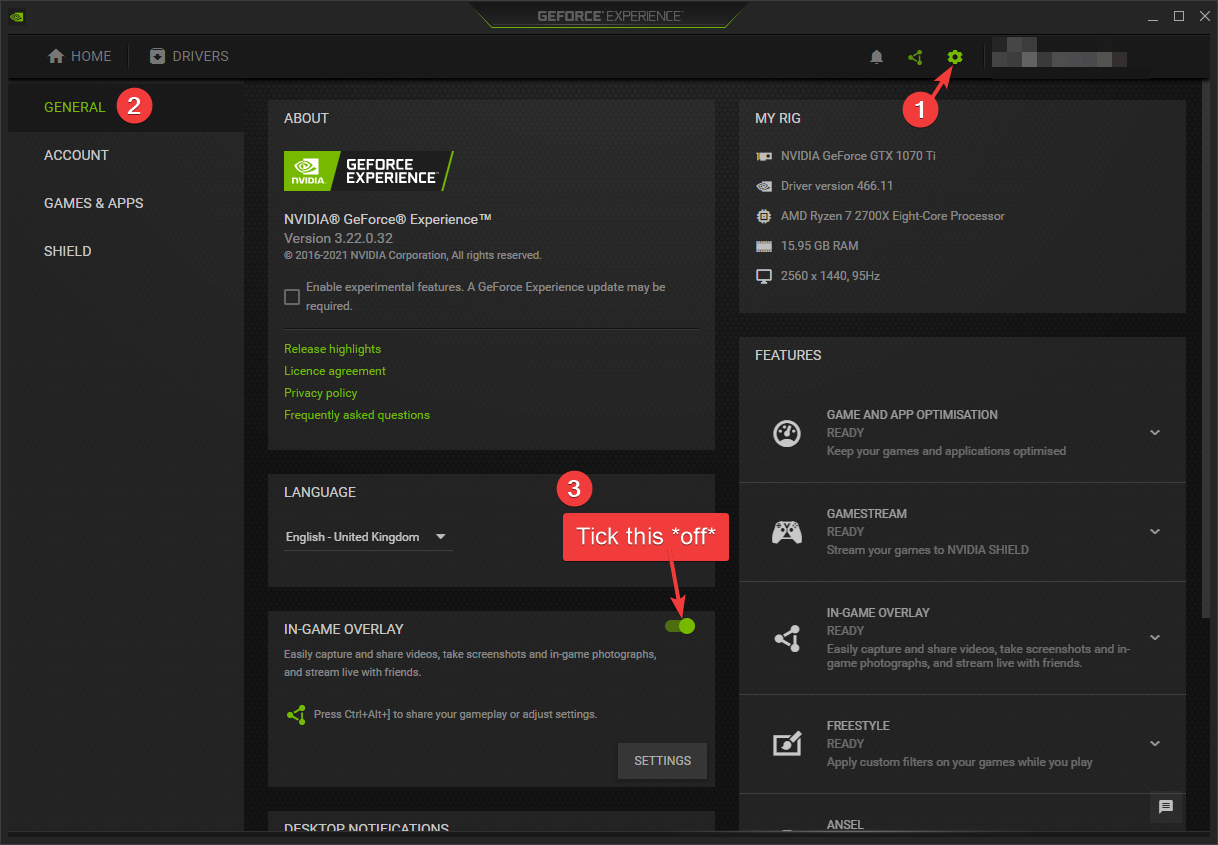 GEFORCE® EXPERIENCE™
HOME
DRIVERS
1
GENERAL
2
ACCOUNT
GAMES & APPS
SHIELD
ABOUT
NVIDIA
GEFORCE
EXPERIENCE™
NVIDIA® GeForce® Experience™
Version 3.22.0.32
© 2016-2021 NVIDIA Corporation, All rights reserved.
Enable experimental features. A GeForce Experience update may be
required.
Release highlights
Licence agreement
Privacy policy
Frequently asked questions
LANGUAGE
English - United Kingdom
3
Tick this *off*
IN-GAME OVERLAY
Easily capture and share videos, take screenshots and in-game photographs,
and stream live with friends.
Press Ctrl+Alt+] to share your gameplay or adjust settings.
SETTINGS
DESKTOP NOTIFICATIONS
MY RIG
NVIDIA GeForce GTX 1070 Ti
Driver version 466.11
AMD Ryzen 7 2700X Eight-Core Processor
15.95 GB RAM
2560 x 1440, 95Hz
FEATURES
GAME AND APP OPTIMISATION
READY
Keep your games and applications optimised
GAMESTREAM
READY
Stream your games to NVIDIA SHIELD
IN-GAME OVERLAY
READY
Easily capture and share videos, take screenshots and in-
game photographs, and stream live with friends.
FREESTYLE
READY
Apply custom filters on your games while you play
ANSEL